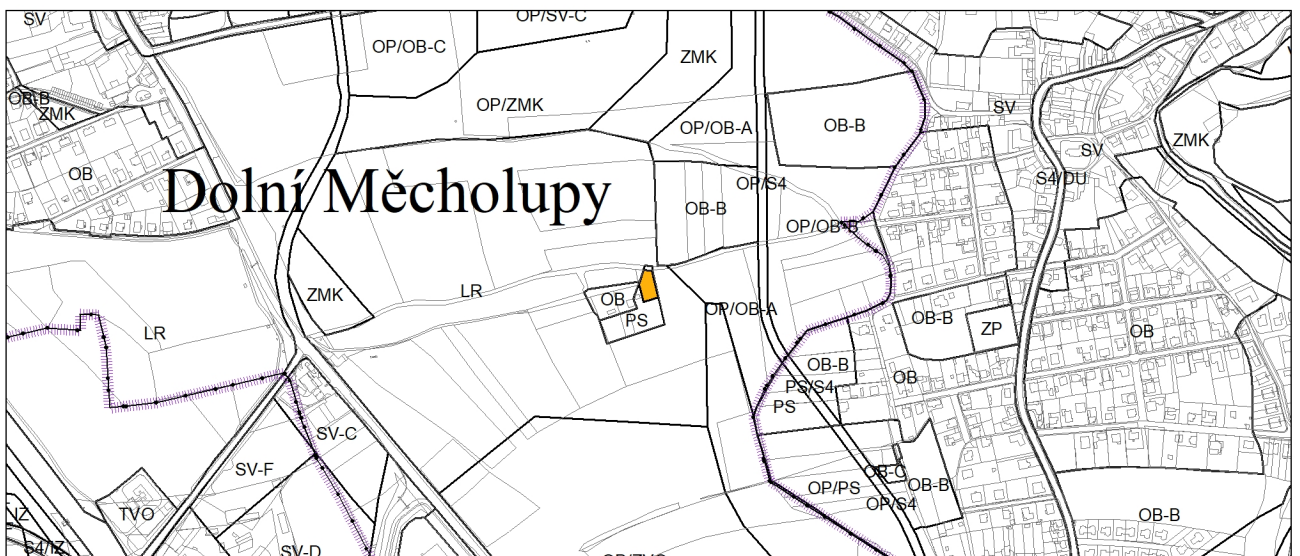 SV
OP/SV-C
OP/OB-C
ZMK
OB-B
ZMK
OP/ZMK
OP/OB-A
OB-B
SV
ZMK
SV
OB
Dolní Měcholupy
OP/S4
S4/DU
OB-B
OP/OB-B
ZMK
LR
OB
PS
OP/OB-A
OB-B
ZP
OB
LR
OB-B
OB
PS/S4
PS
SV-C
SV-F
OB-C
OB-B
OP/PS
OP/S4
TVO
NZ
S4/IZ
SV-D
OB-B